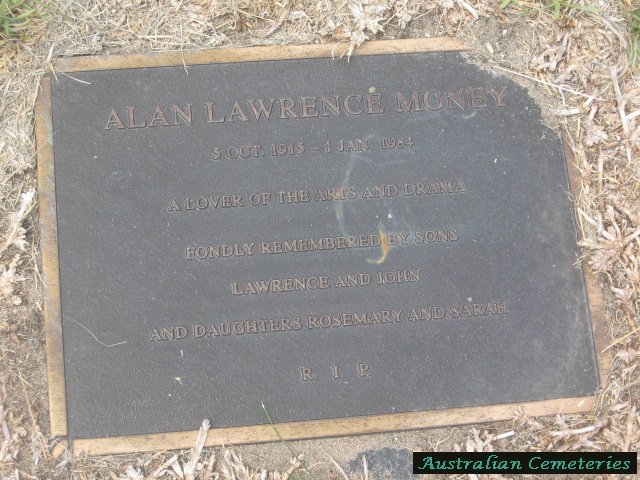 ALAN LAWRENCE MONEY
5 OCT. 1915 – 1 JAN. 1984
A LOVER OF THE ARTS AND DRAMA
FONDLY REMEMBERED BY SONS
LAWRENCE AND JOHN
AND DAUGHTERS ROSEMARY AND SARAH
R. I. P.
Australian Cemeteries